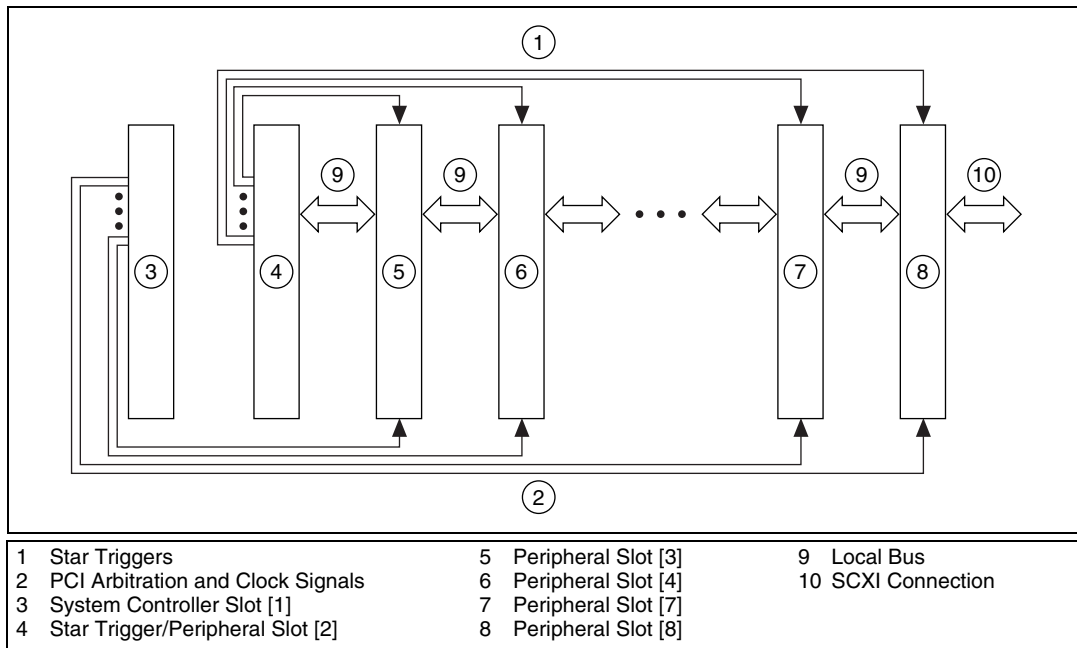 1
9
9
9
10
3
4
5
6
7
8
2
1 Star Triggers
2 PCI Arbitration and Clock Signals
3 System Controller Slot [1]
4 Star Trigger/Peripheral Slot [2]
5 Peripheral Slot [3]
6 Peripheral Slot [4]
7 Peripheral Slot [7]
8 Peripheral Slot [8]
9 Local Bus
10 SCXI Connection